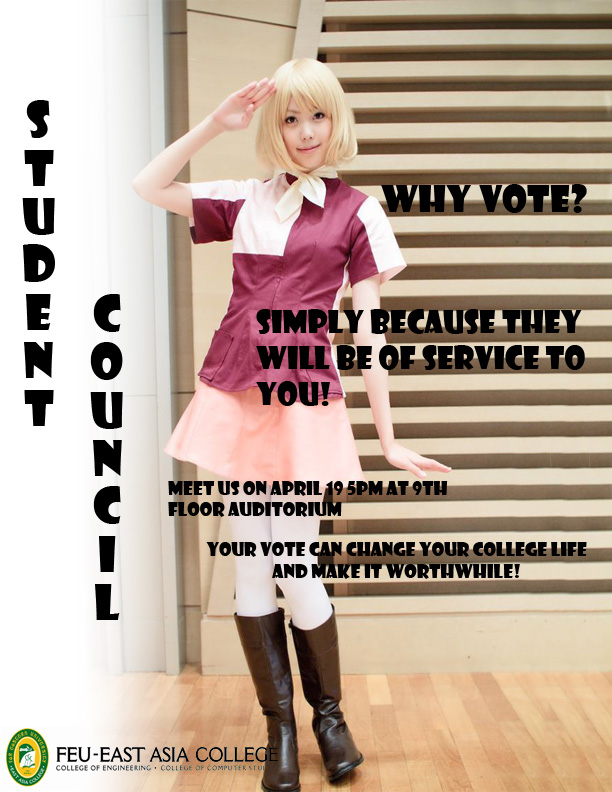 STUDENT
COUNCIL
WHY VOTE?
SIMPLY BECAUSE THEY
WILL BE OF SERVICE TO
YOU!
MEET US ON APRIL 19 5PM AT 9TH
FLOOR AUDITORIUM
YOUR VOTE CAN CHANGE YOUR COLLEGE LIFE
AND MAKE IT WORTHWHILE!
FEU-EAST ASIA COLLEGE
COLLEGE OF ENGINEERING • COLLEGE OF COMPUTER